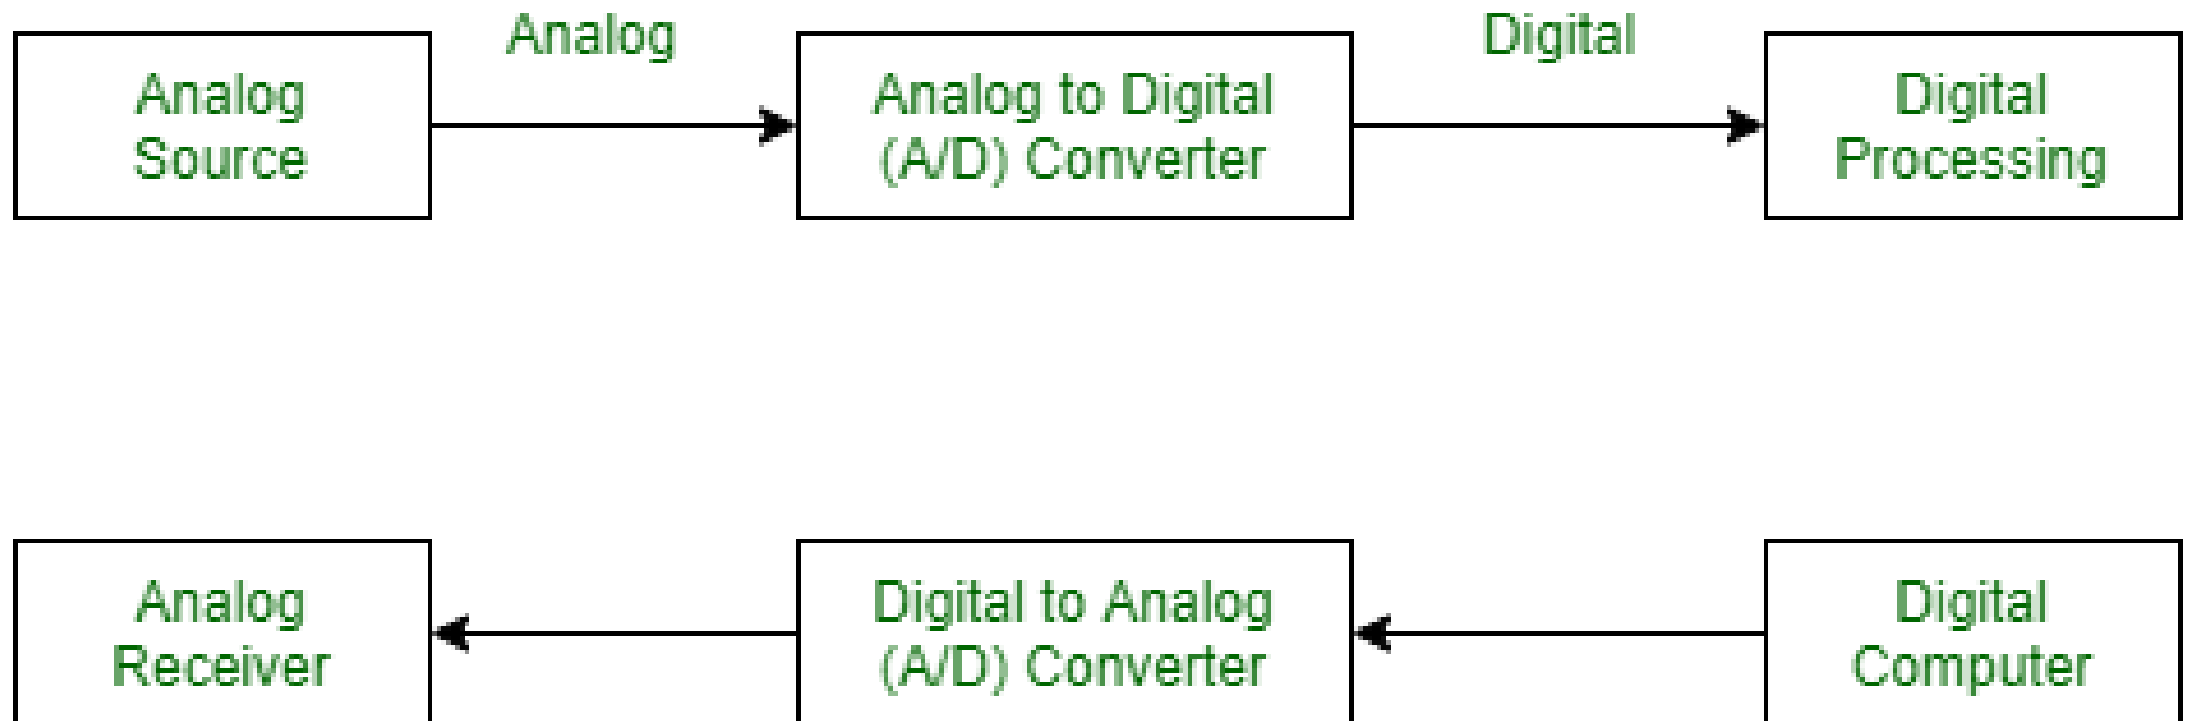 Analog
Digital
Analog
Source
Analog to Digital
(A/D) Converter
Digital
Processing
Analog
Receiver
Digital to Analog
(A/D) Converter
Digital
Computer